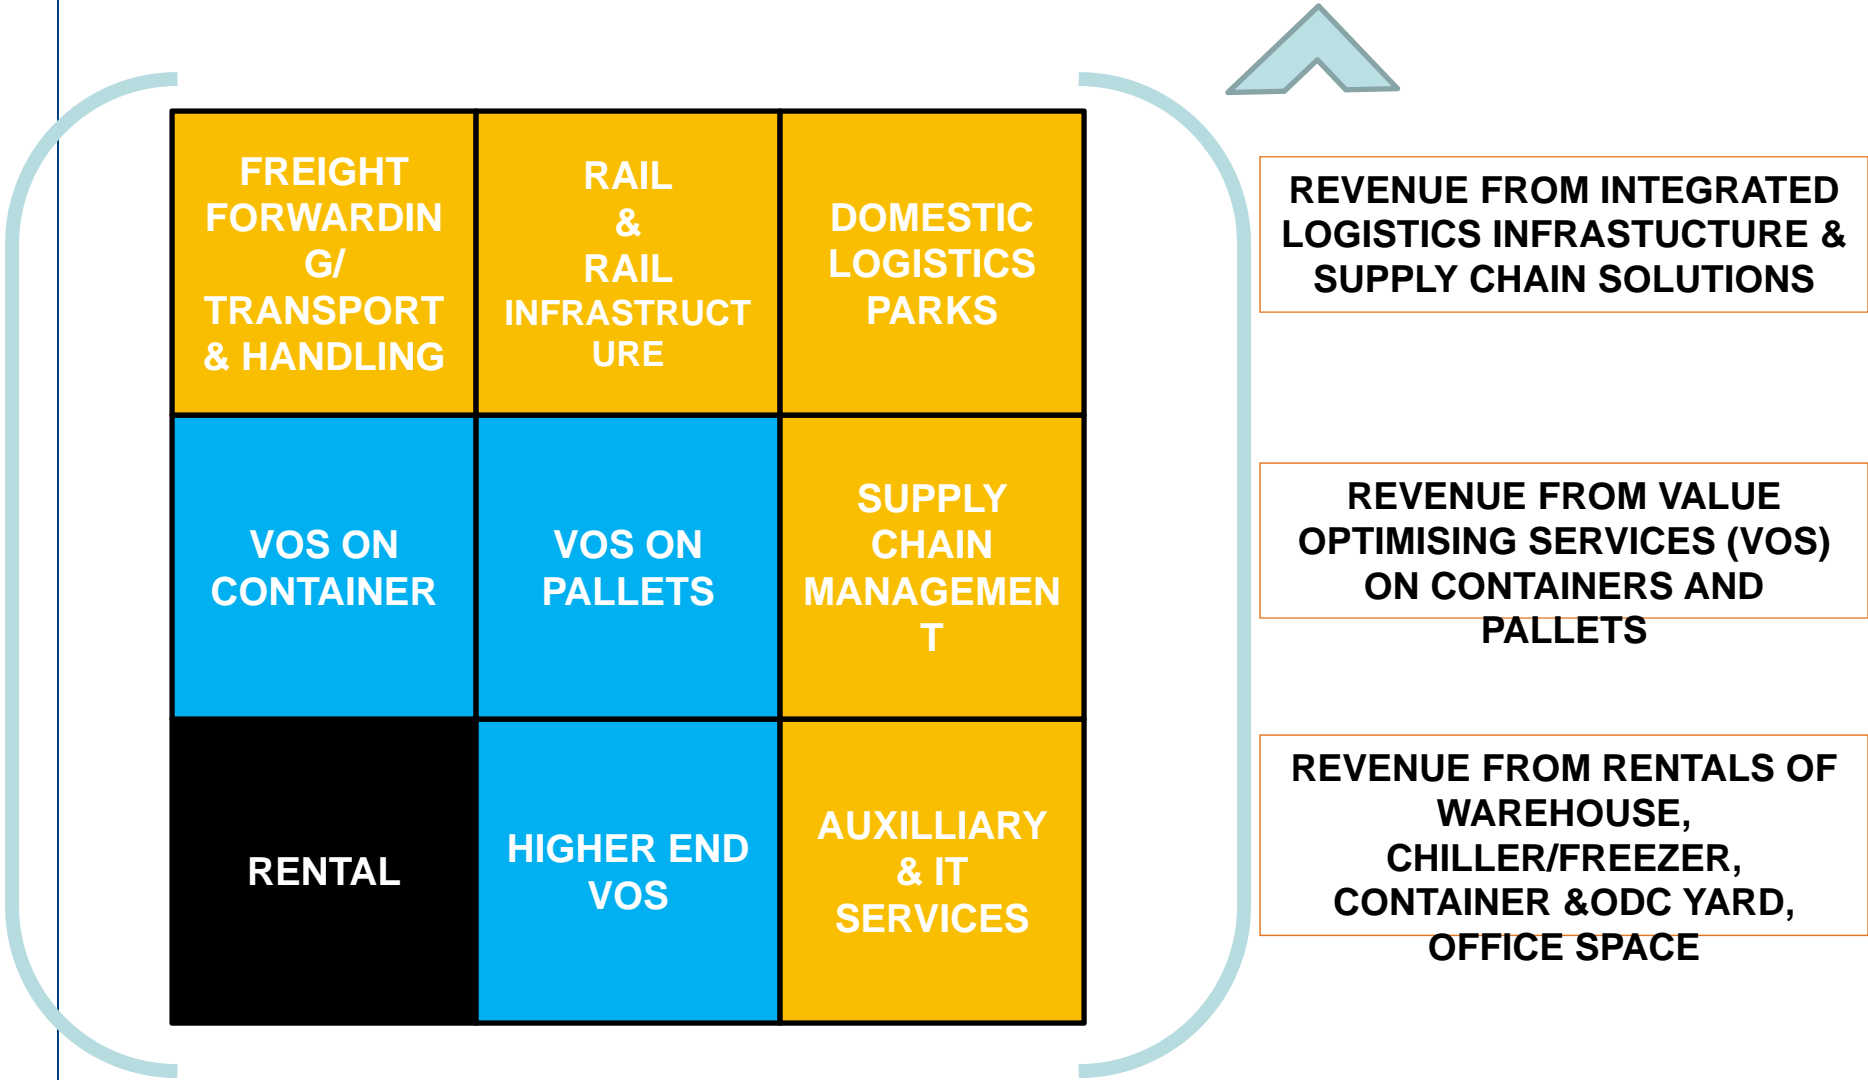 FREIGHT
FORWARDIN
G/
TRANSPORT
& HANDLING
RAIL
&
RAIL
INFRASTRUCT
URE
DOMESTIC
LOGISTICS
PARKS
REVENUE FROM INTEGRATED
LOGISTICS INFRASTUCTURE &
SUPPLY CHAIN SOLUTIONS
VOS ON
CONTAINER
VOS ON
PALLETS
SUPPLY
CHAIN
MANAGEMEN
T
REVENUE FROM VALUE
OPTIMISING SERVICES (VOS)
ON CONTAINERS AND
PALLETS
RENTAL
HIGHER END
VOS
AUXILLIARY
& IT
SERVICES
REVENUE FROM RENTALS OF
WAREHOUSE,
CHILLER/FREEZER,
CONTAINER &ODC YARD,
OFFICE SPACE